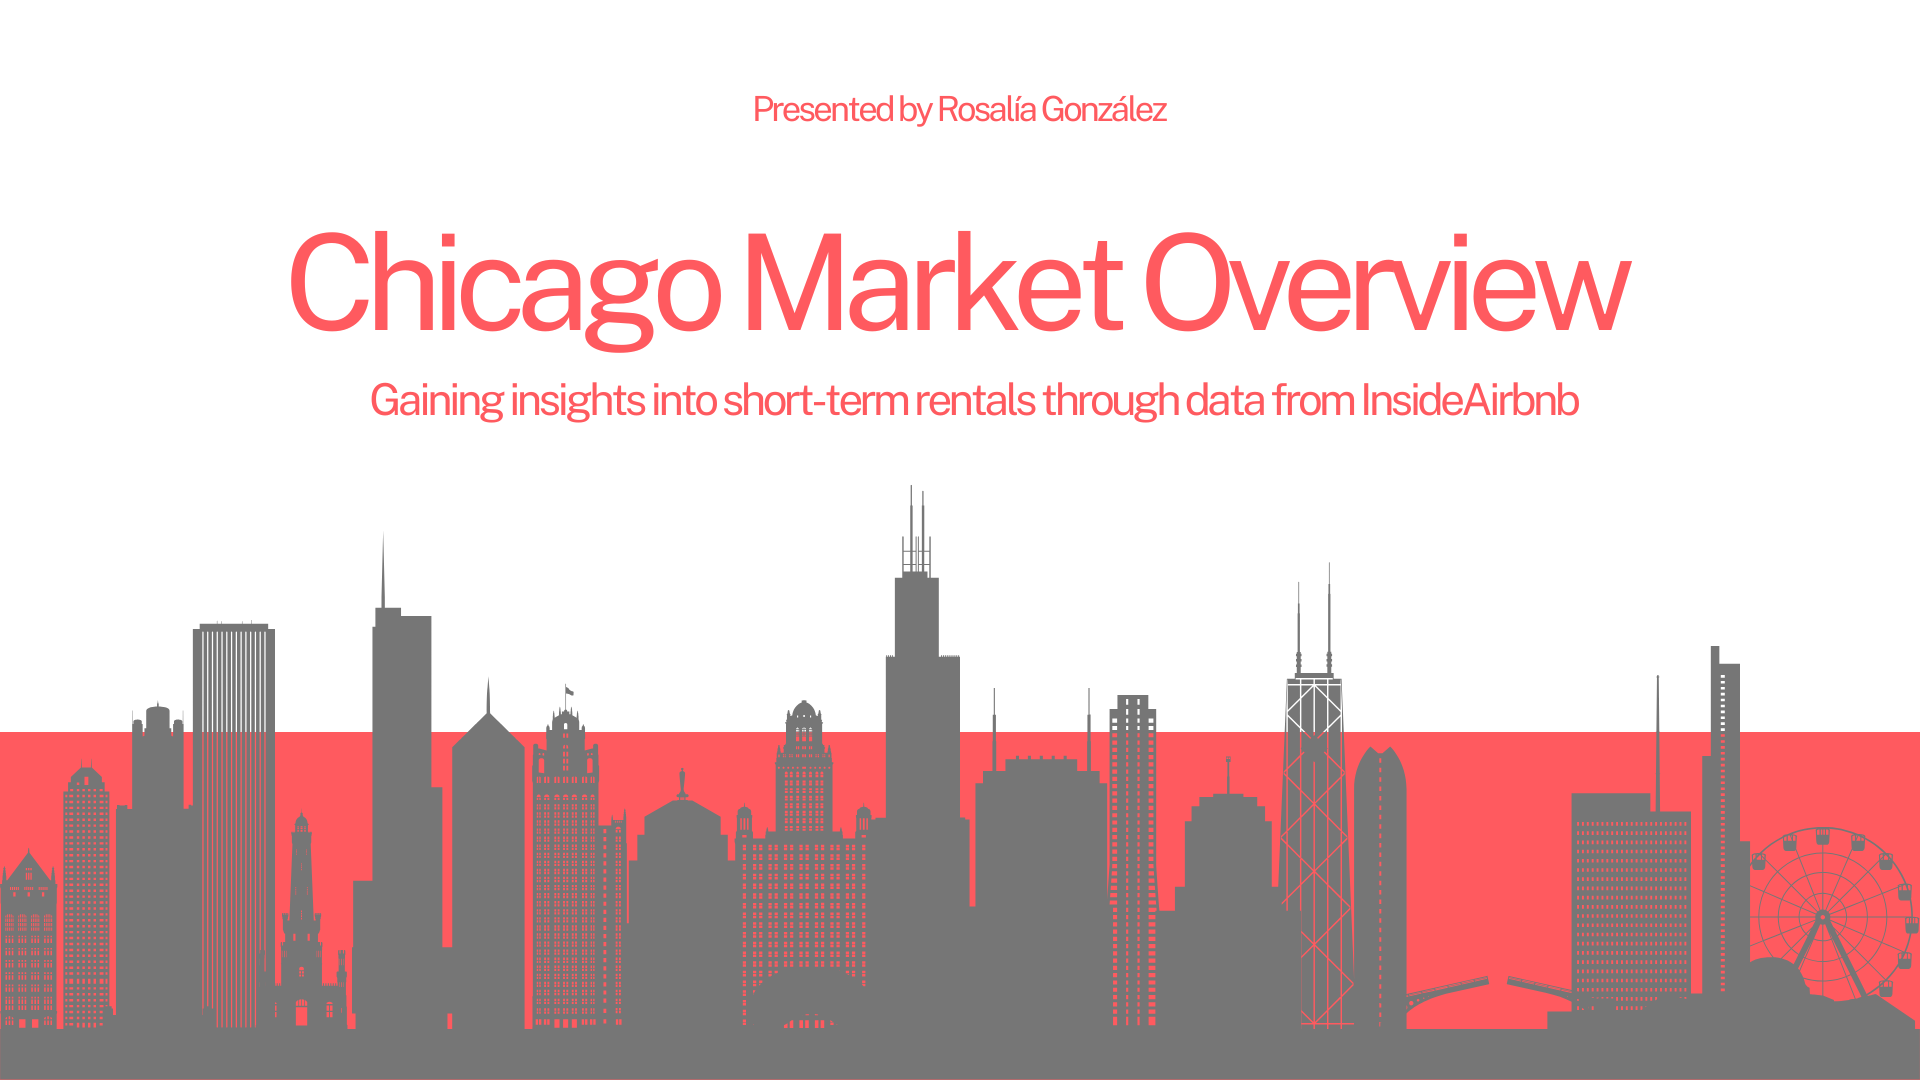 Presented by Rosalía González
Chicago Market Overview
Gaining insights into short-term rentals through data from InsideAirbnb